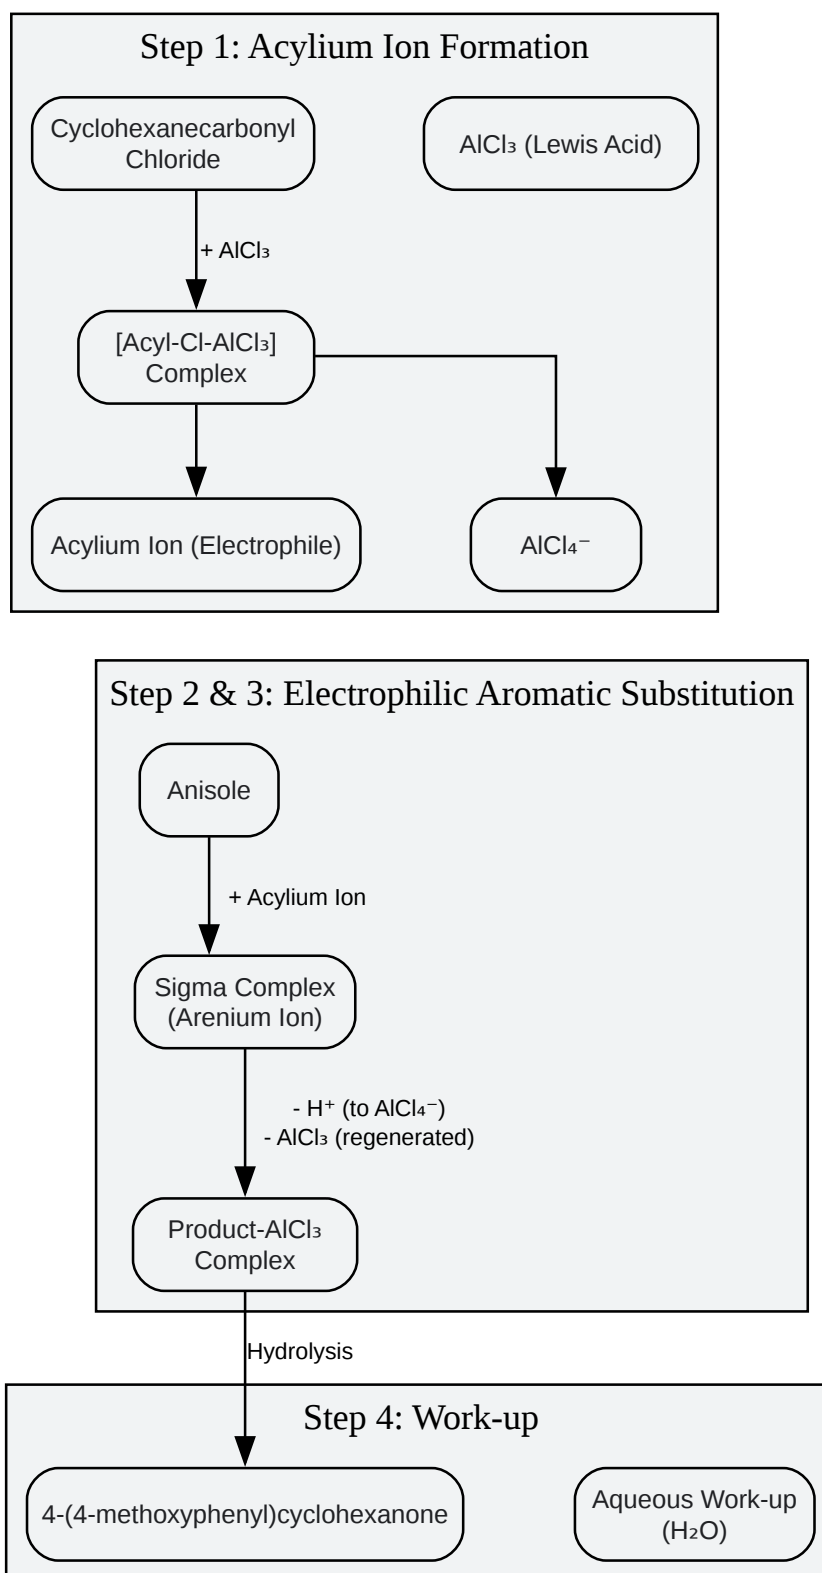 Step 1: Acylium Ion Formation
Cyclohexanecarbonyl
Chloride
AlCl₃ (Lewis Acid)
+ AlCl₃
[Acyl-Cl-AlCl₃]
Complex
Acylium Ion (Electrophile)
AlCl₄⁻
Step 2 & 3: Electrophilic Aromatic Substitution
Anisole
+ Acylium Ion
Sigma Complex
(Arenium Ion)
- H⁺ (to AlCl₄⁻)
- AlCl₃ (regenerated)
Product-AlCl₃
Complex
Hydrolysis
Step 4: Work-up
4-(4-methoxyphenyl)cyclohexanone
Aqueous Work-up
(H₂O)